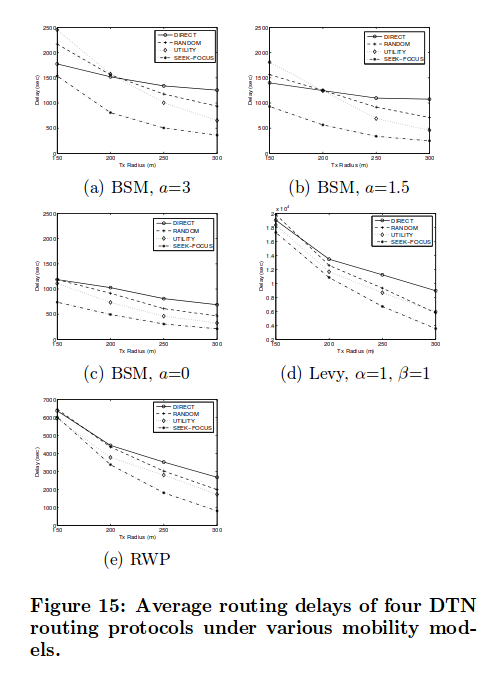 2500
2000
1500
1000
500
0
Delay (sec)
150 200 250 300
Tx Radius (m)
DIRECT
RANDOM
UTILITY
SEEK-FOCUS
(a) BSM, a=3
2500
2000
1500
1000
500
0
Delay (sec)
150 200 250 300
Tx Radius (m)
DIRECT
RANDOM
UTILITY
SEEK-FOCUS
(b) BSM, a=1.5
2500
2000
1500
1000
500
0
Delay (sec)
150 200 250 300
Tx Radius (m)
DIRECT
RANDOM
UTILITY
SEEK-FOCUS
(c) BSM, a=0
x 10^4
2
1.8
1.6
1.4
1.2
1
0.8
0.6
0.4
0.2
Delay (sec)
150 200 250 300
Tx Radius (m)
DIRECT
RANDOM
UTILITY
SEEK-FOCUS
(d) Levy, α=1, β=1
7000
6000
5000
4000
3000
2000
1000
0
Delay (sec)
150 200 250 300
Tx Radius (m)
DIRECT
RANDOM
UTILITY
SEEK-FOCUS
(e) RWP
Figure 15: Average routing delays of four DTN
routing protocols under various mobility mod-
els.